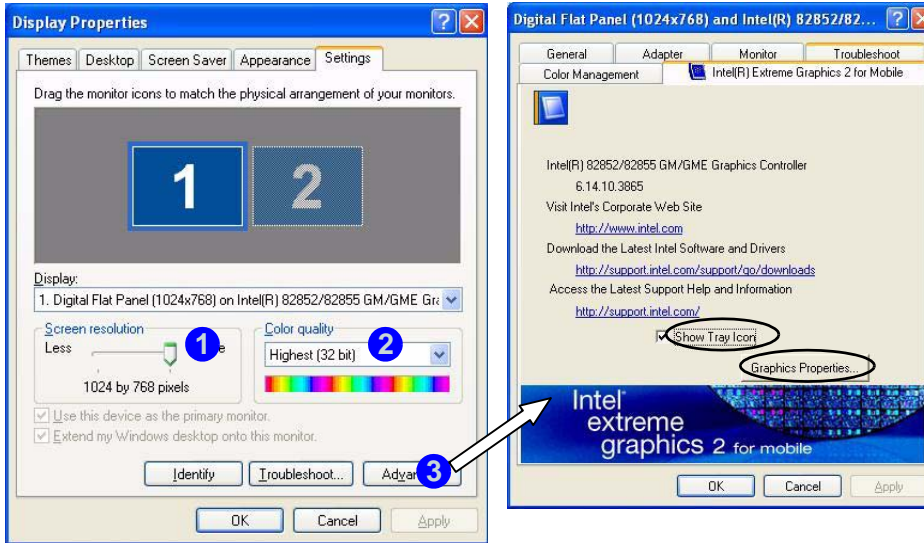 Display Properties
Themes Desktop Screen Saver Appearance Settings
Drag the monitor icons to match the physical arrangement of your monitors.
1 2
Display:
1. Digital Flat Panel (1024x768) on Intel(R) 82852/82855 GM/GME Gra
Screen resolution
Less 1 e
1024 by 768 pixels
Color quality
Highest (32 bit) 2
Use this device as the primary monitor.
Extend my Windows desktop onto this monitor.
Identify Troubleshoot... Advan 3
OK Cancel Apply
Digital Flat Panel (1024x768) and Intel(R) 82852/82...
General Adapter Monitor Troubleshoot
Color Management Intel(R) Extreme Graphics 2 for Mobile
Intel(R) 82852/82855 GM/GME Graphics Controller
6.14.10.3865
Visit Intel's Corporate Web Site
http://www.intel.com
Download the Latest Intel Software and Drivers
http://support.intel.com/support/go/downloads
Access the Latest Support Help and Information
http://support.intel.com/
Show Tray Icon
Graphics Properties...
Intel
extreme
graphics 2 for mobile
OK Cancel Apply